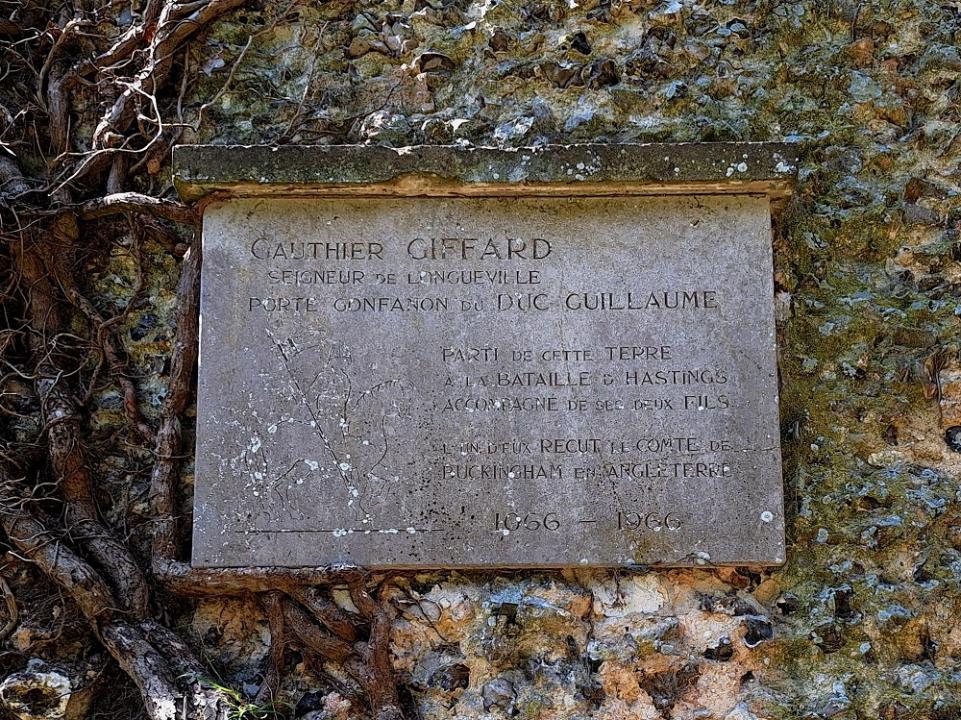 GAUTHIER GIFFARD
SEIGNEUR DE LONGUEVILLE
PORTE GONFANON DU DUC GUILLAUME
PARTI DE CETTE TERRE
A LA BATAILLE D HASTINGS
ACCOMPAGNÉ DE SES DEUX FILS
L'UN D'EUX RECUT LE COMTE DE
BUCKINGHAM EN ANGLETERRE
1066 – 1966